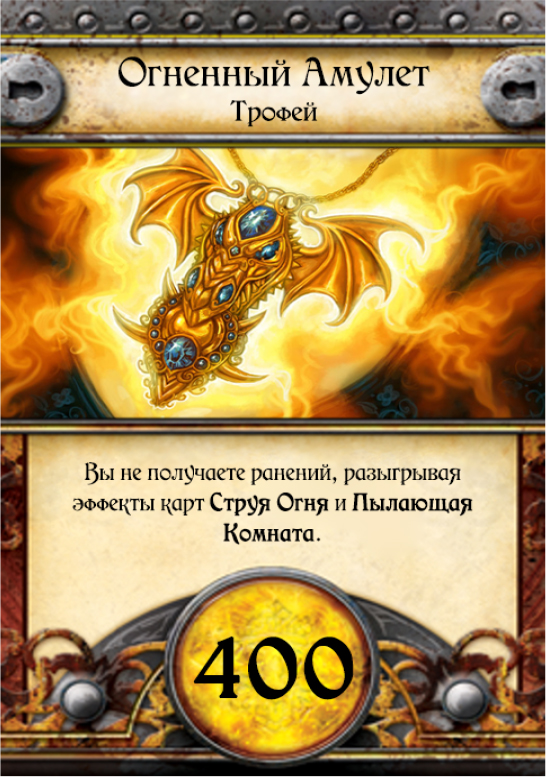 Огненный Амулет
Трофей
Вы не получаете ранений, разыгрывая
эффекты карт Струя Огня и Пылающая
Комната.
400